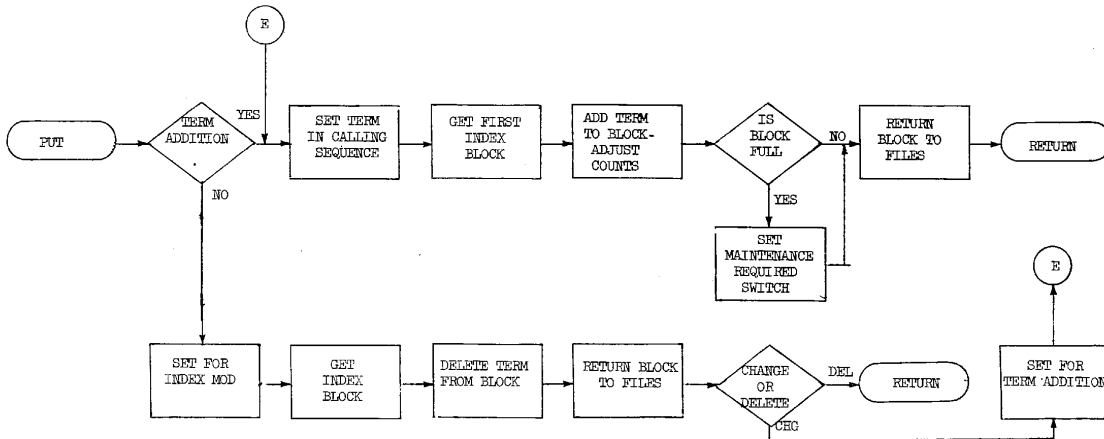 E
PUT
TERM
ADDITION
YES
NO
SET TERM
IN CALLING
SEQUENCE
GET FIRST
INDEX
BLOCK
ADD TERM
TO BLOCK-
ADJUST
COUNTS
IS
BLOCK
FULL
NO
YES
RETURN
BLOCK TO
FILES
RETURN
SET
MAINTENANCE
REQUIRED
SWITCH
E
SET FOR
INDEX MOD
GET
INDEX
BLOCK
DELETE TERM
FROM BLOCK
RETURN BLOCK
TO FILES
CHANGE
OR
DELETE
DEL
CHG
RETURN
SET FOR
TERM ADDITION